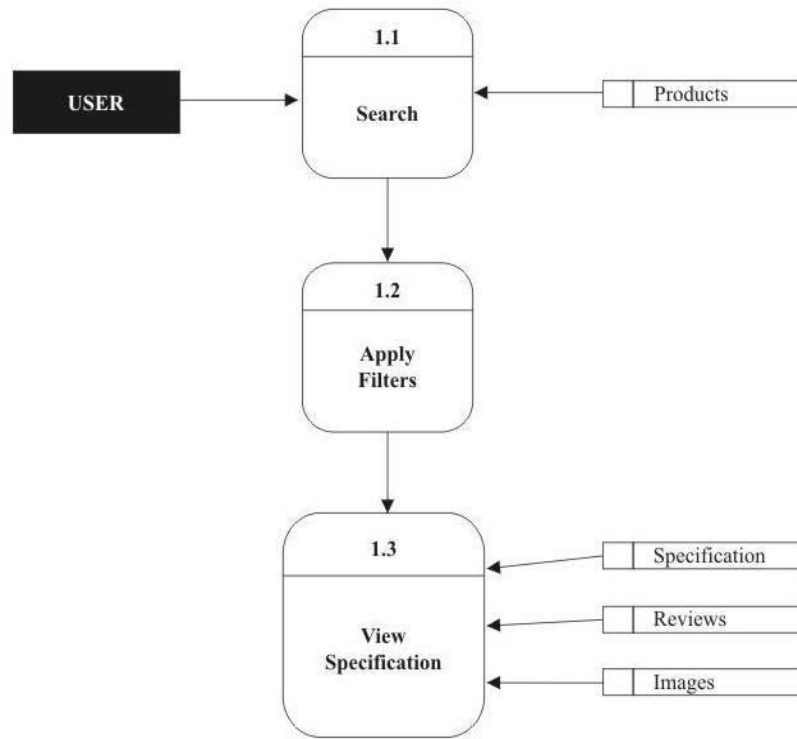 1.1
USER
Search
Products
1.2
Apply
Filters
1.3
View
Specification
Specification
Reviews
Images